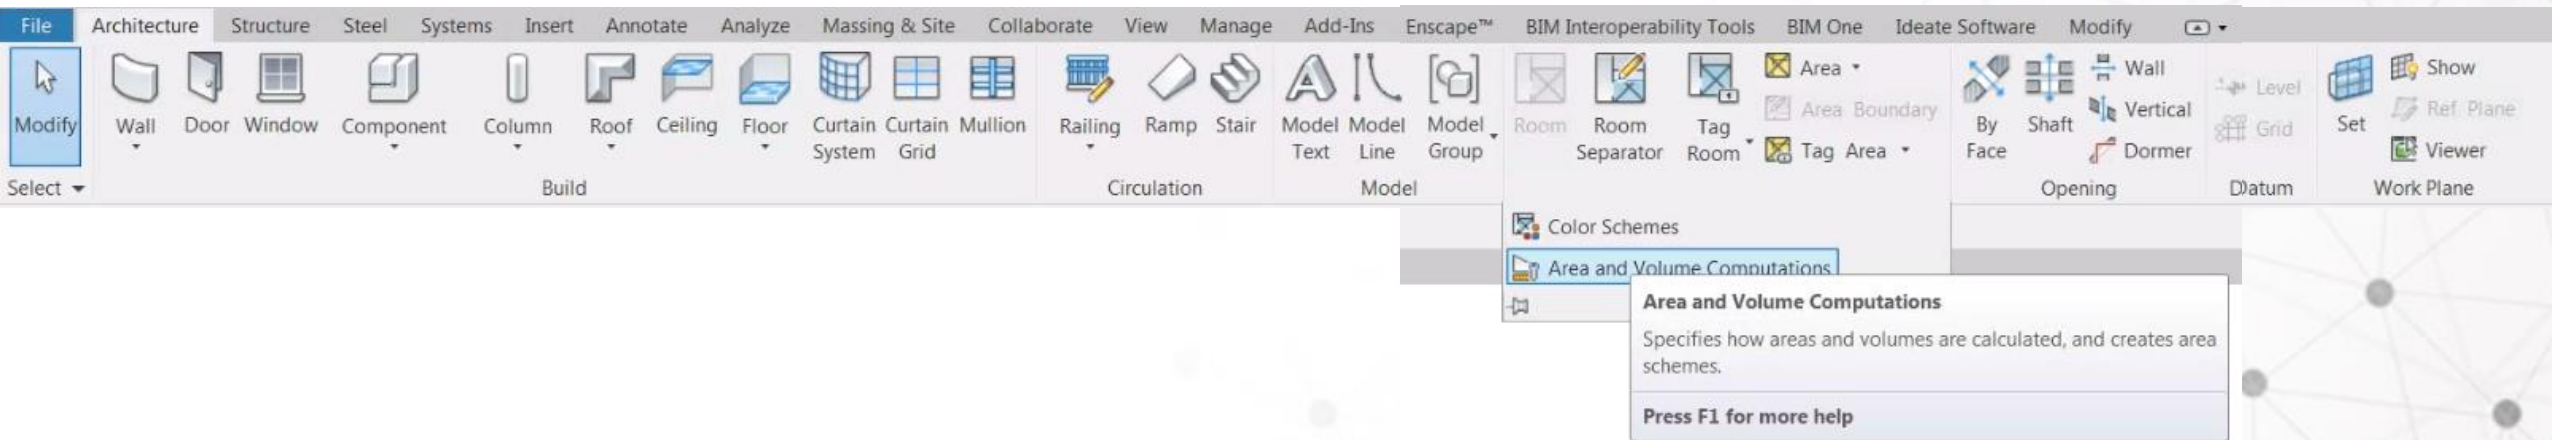 File Architecture Structure Steel Systems Insert Annotate Analyze Massing & Site Collaborate View Manage Add-Ins Enscape™ BIM Interoperability Tools BIM One Ideate Software Modify
Modify
Wall
Door
Window
Component
Column
Roof
Ceiling
Floor
Curtain
System
Curtain
Grid
Mullion
Railing
Ramp
Stair
Model
Text
Model
Line
Model
Group
Room
Room
Separator
Tag
Room
Area
Area Boundary
Tag Area
By
Face
Shaft
Wall
Vertical
Dormer
Level
Grid
Set
Show
Ref Plane
Viewer
Select Build Circulation Model Opening Datum Work Plane
Color Schemes
Area and Volume Computations
Area and Volume Computations
Specifies how areas and volumes are calculated, and creates area
schemes.
Press F1 for more help